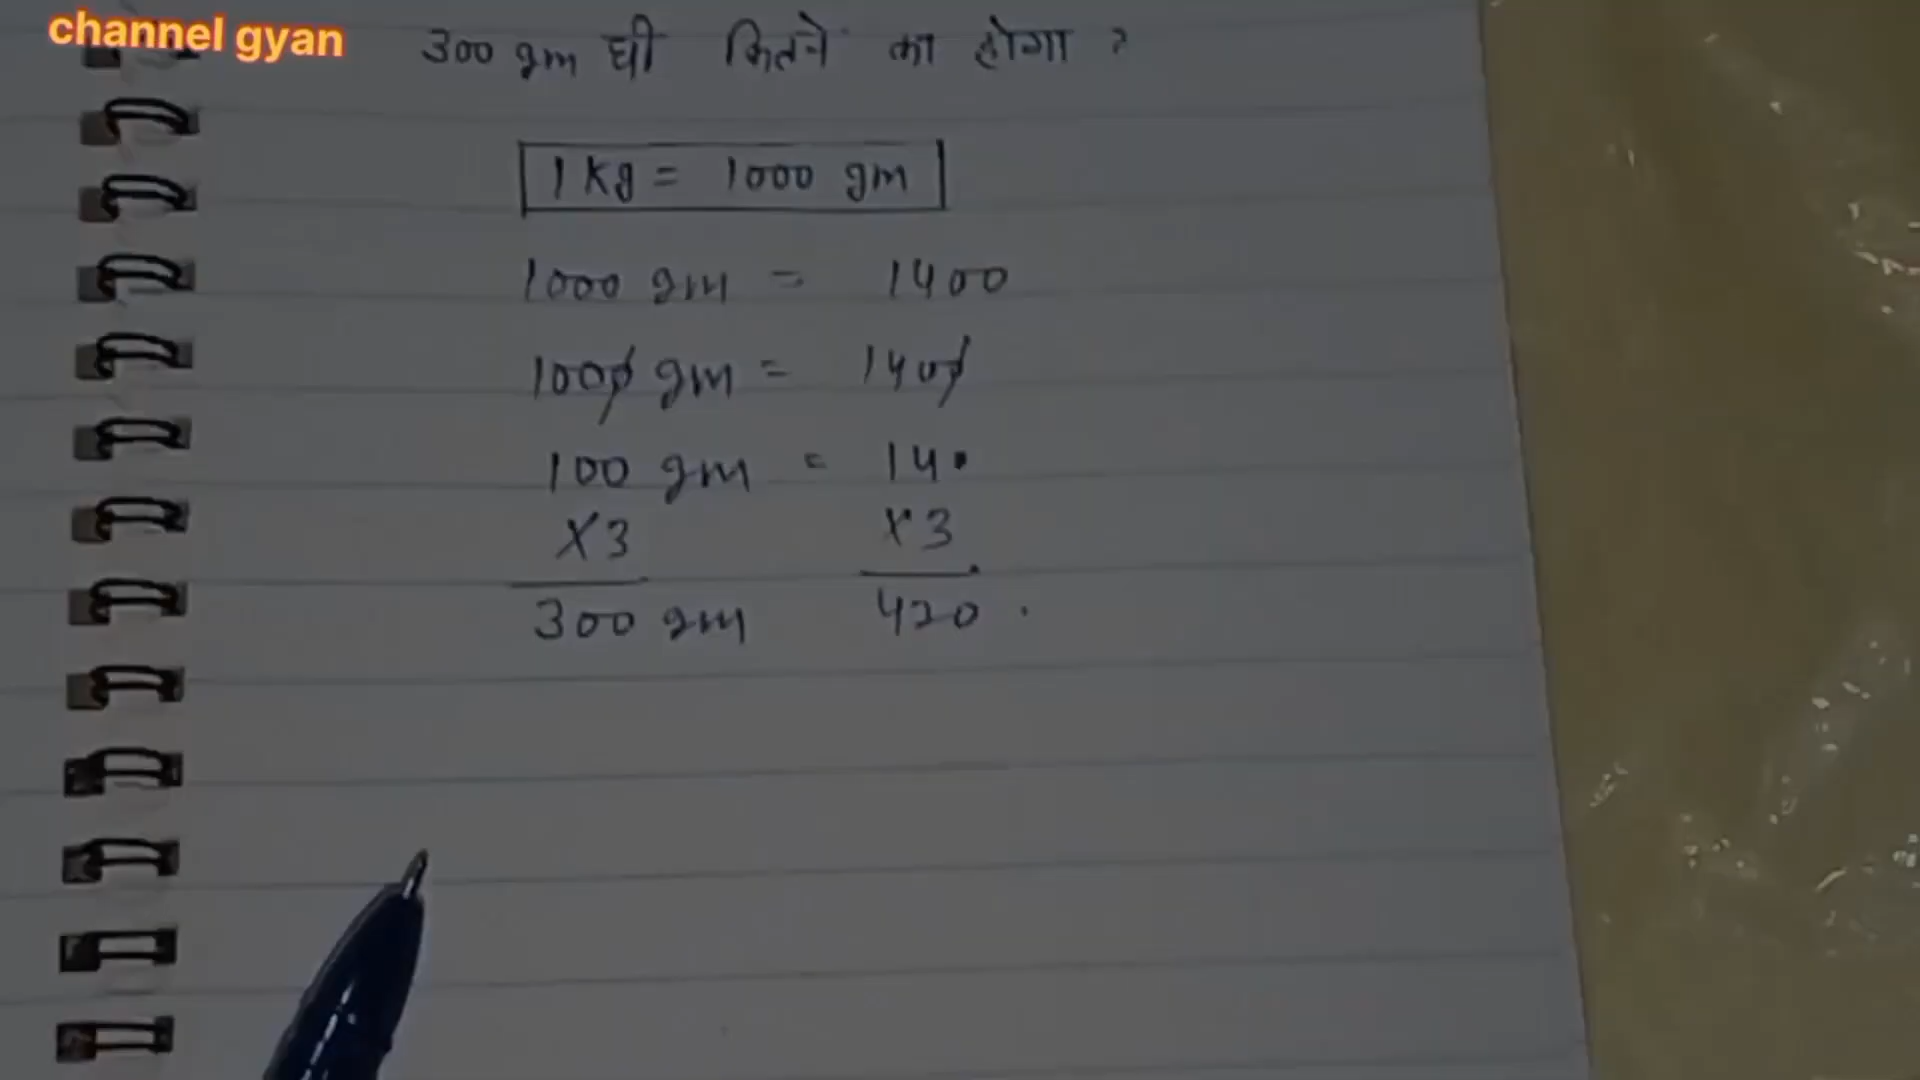 channel gyan
300 gm घी कितने का होगा ?
1 kg = 1000 gm
1000 gm = 1400
1000 gm = 1400
100 gm = 140
X3 X3
300 gm 420 .